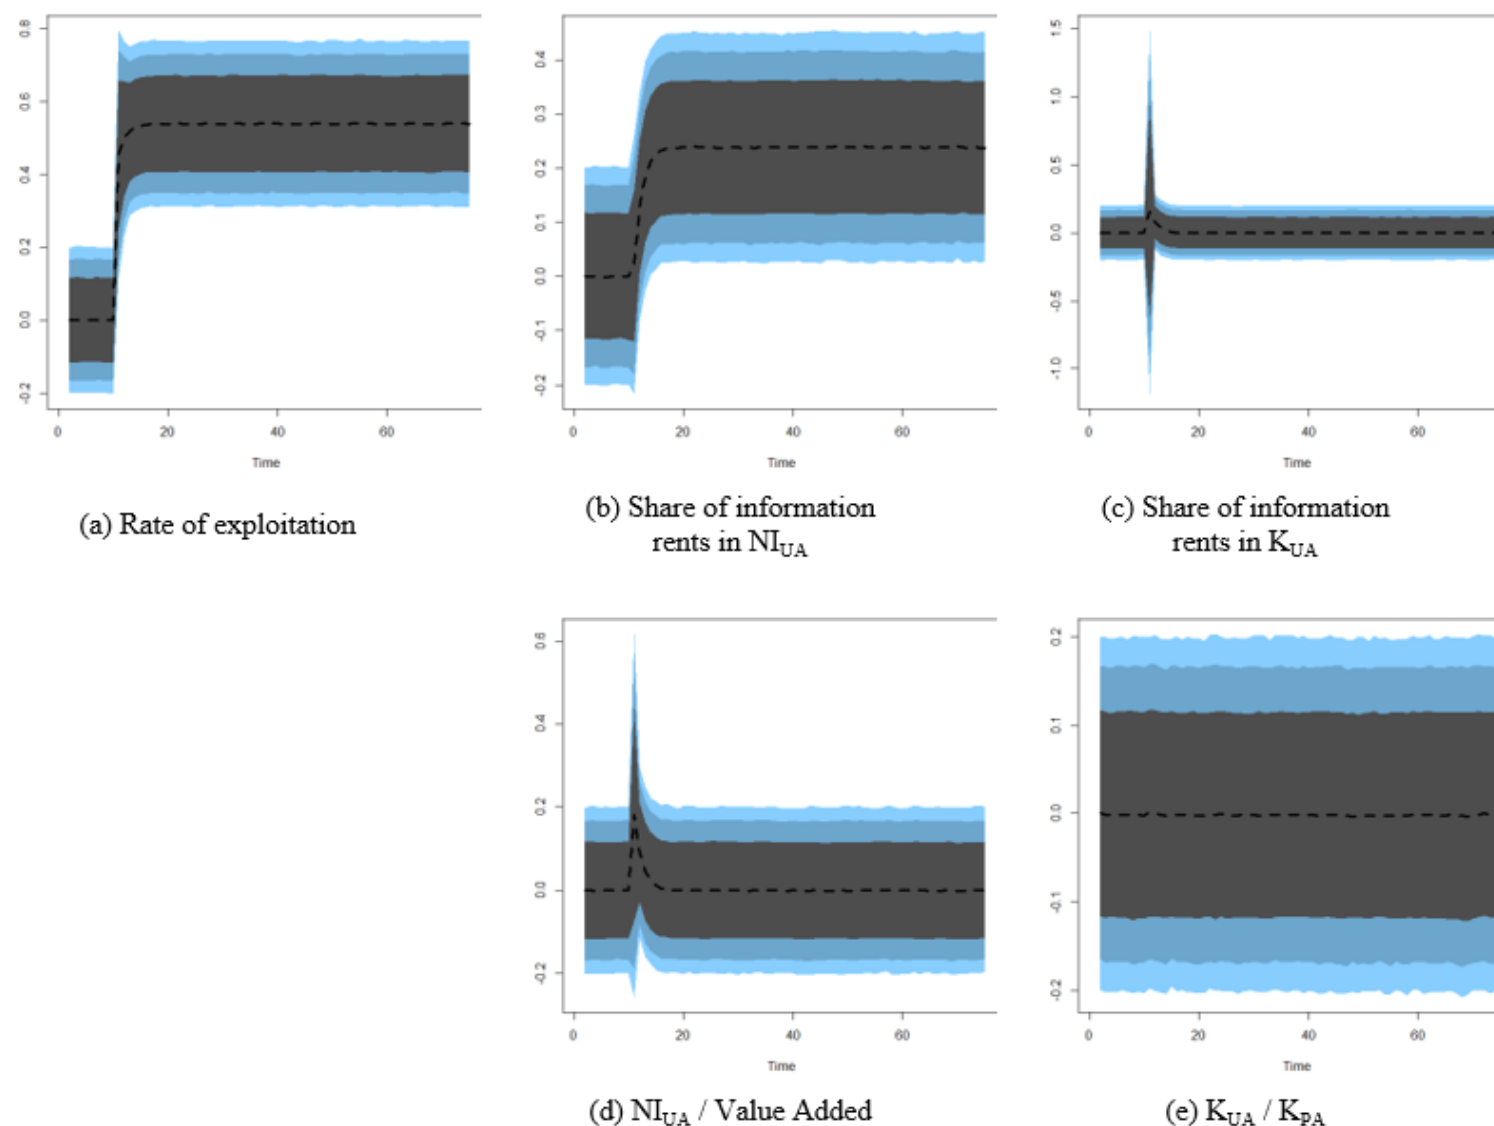 0.8
0.6
0.4
0.2
0.0
-0.2
0 20 40 60
Time
(a) Rate of exploitation
0.4
0.3
0.2
0.1
0.0
-0.1
-0.2
0 20 40 60
Time
(b) Share of information
rents in NIUA
1.5
1.0
0.5
0.0
-0.5
-1.0
0 20 40 60
Time
(c) Share of information
rents in KUA
0.6
0.4
0.2
0.0
-0.2
0 20 40 60
Time
(d) NIUA / Value Added
0.2
0.1
0.0
-0.1
-0.2
0 20 40 60
Time
(e) KUA / KPA